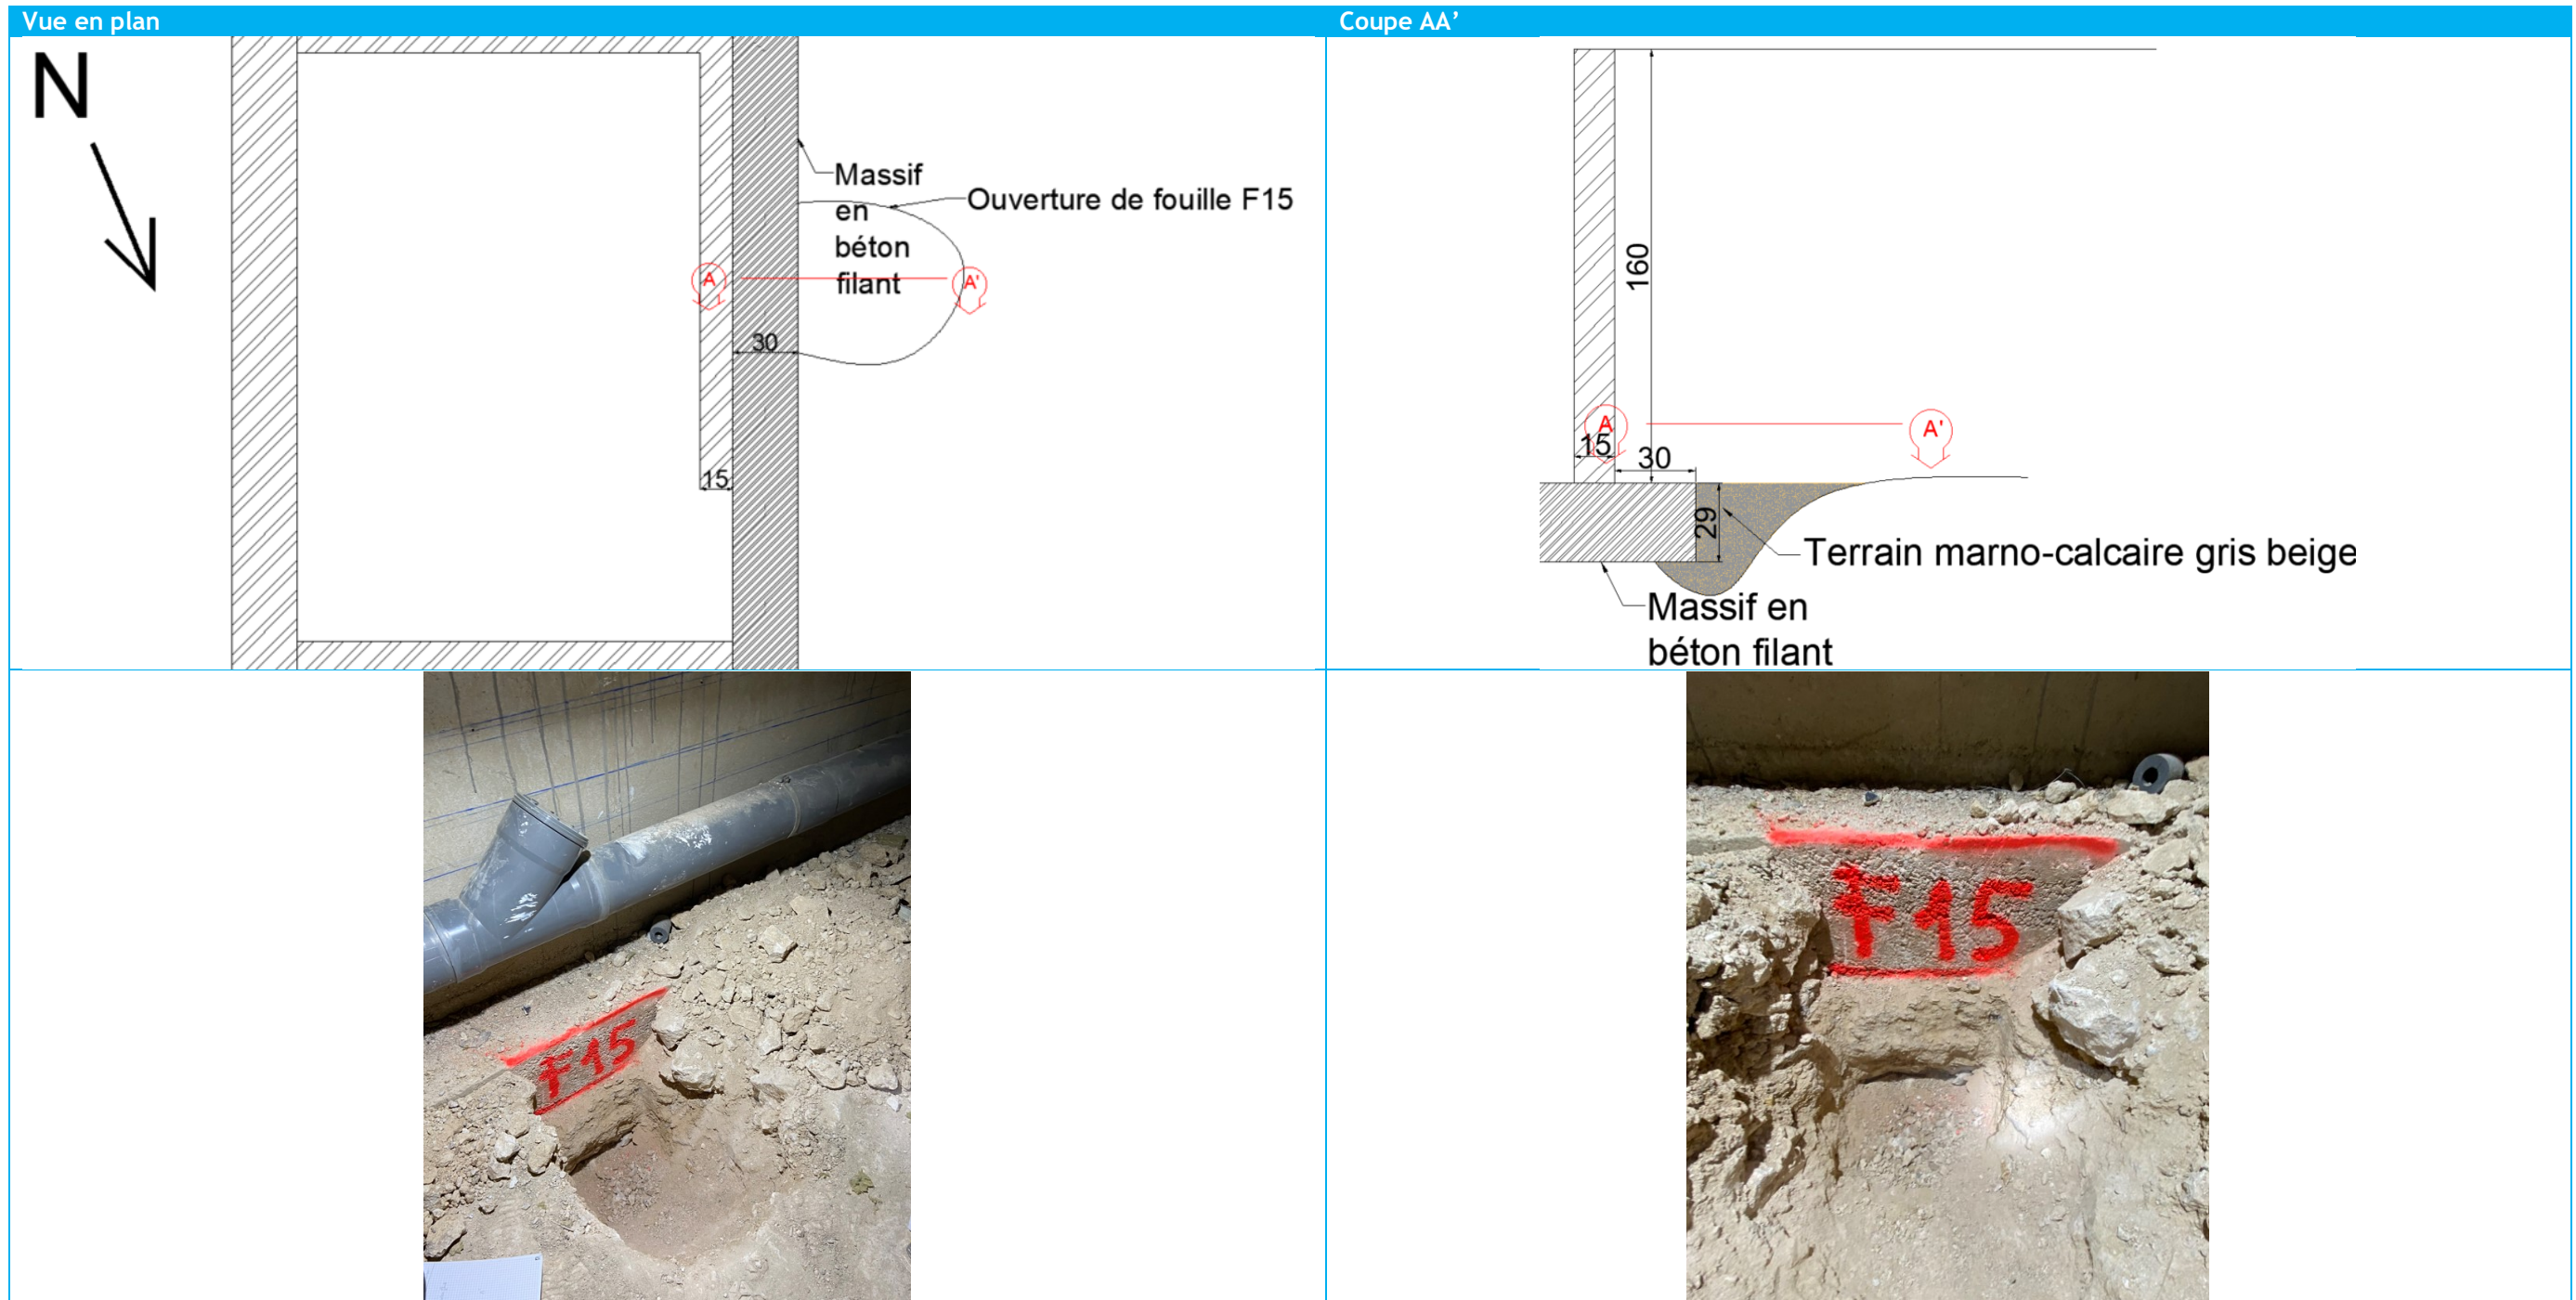 Vue en plan
Coupe AA’
N
Massif
en
béton
filant
Ouverture de fouille F15
A
A'
30
15
160
A
A'
15
30
29
Terrain marno-calcaire gris beige
Massif en
béton filant
F15
F15